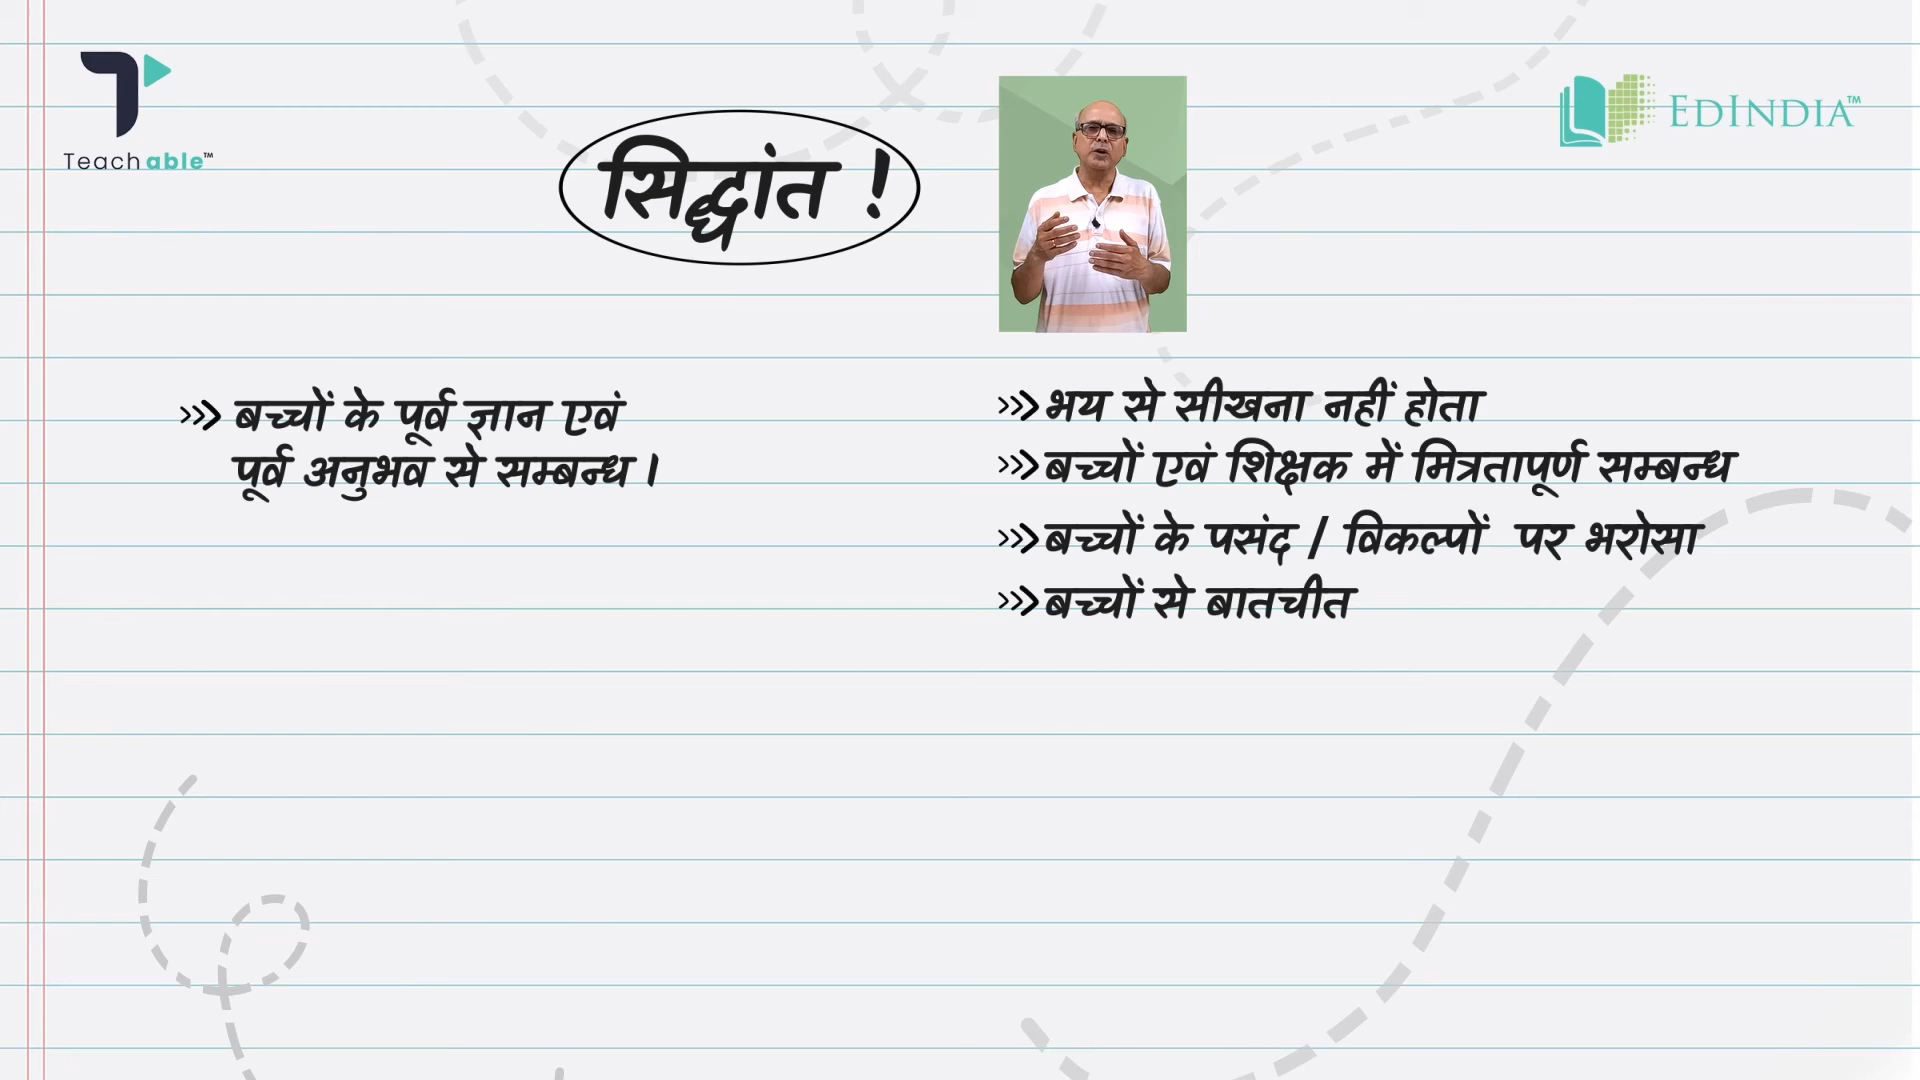 Teachable™
EDINDIA™
सिद्धांत !
बच्चों के पूर्व ज्ञान एवं
पूर्व अनुभव से सम्बन्ध ।
भय से सीखना नहीं होता
बच्चों एवं शिक्षक में मित्रतापूर्ण सम्बन्ध
बच्चों के पसंद / विकल्पों पर भरोसा
बच्चों से बातचीत